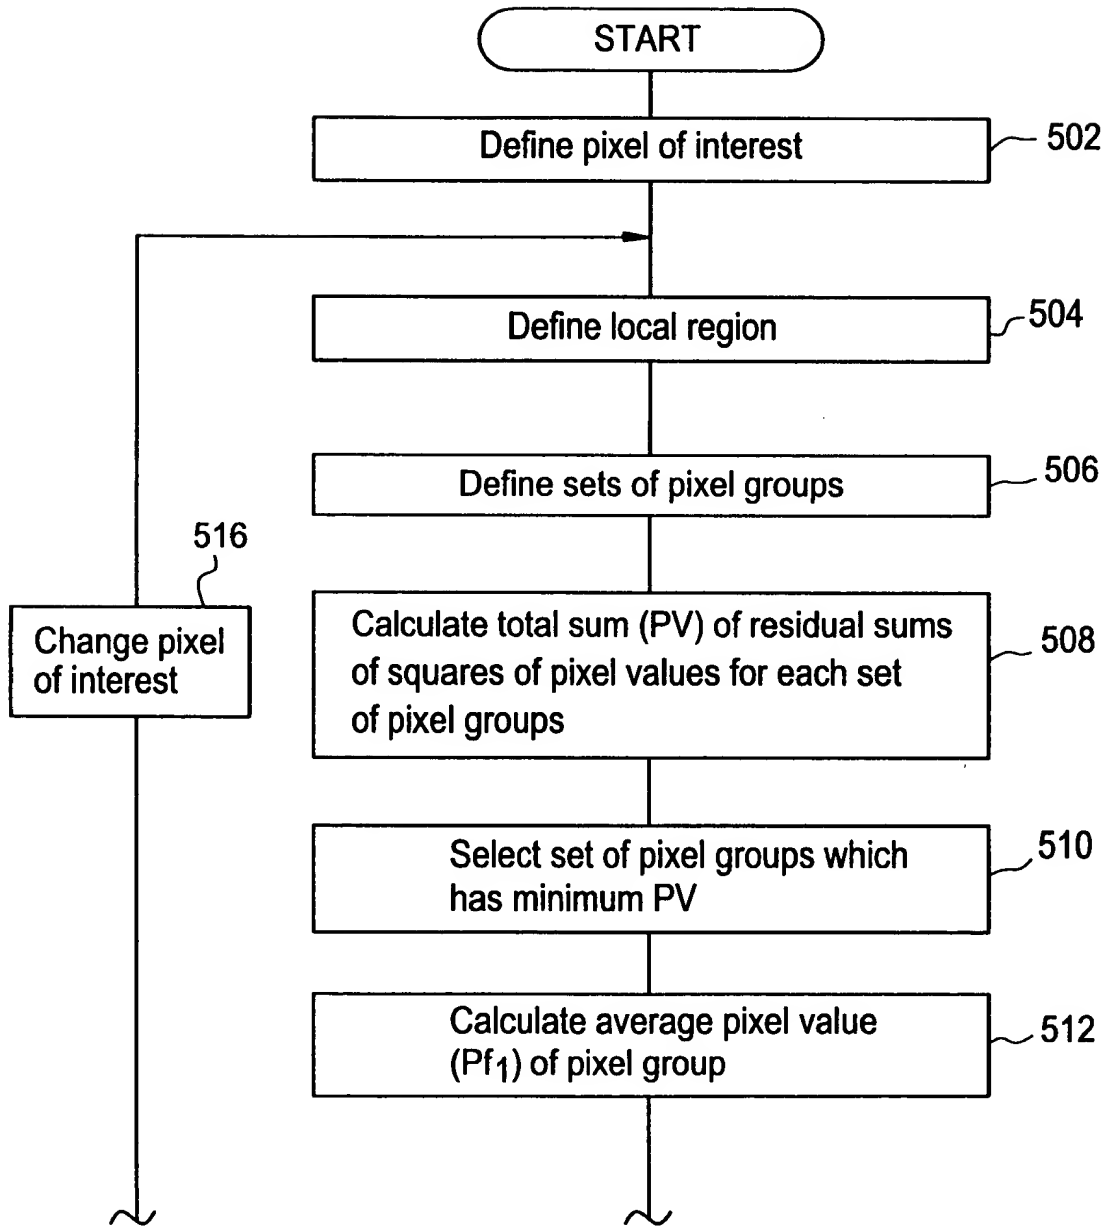 START
Define pixel of interest
502
Define local region
504
Define sets of pixel groups
506
516
Change pixel
of interest
Calculate total sum (PV) of residual sums
of squares of pixel values for each set
of pixel groups
508
Select set of pixel groups which
has minimum PV
510
Calculate average pixel value
(Pf1) of pixel group
512